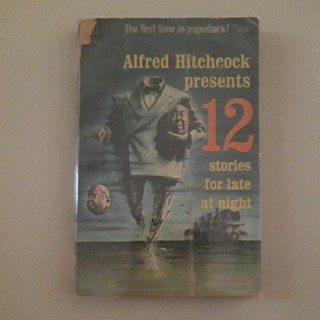 The first time in paperback!
Alfred Hitchcock
presents
12
stories
for late
at night